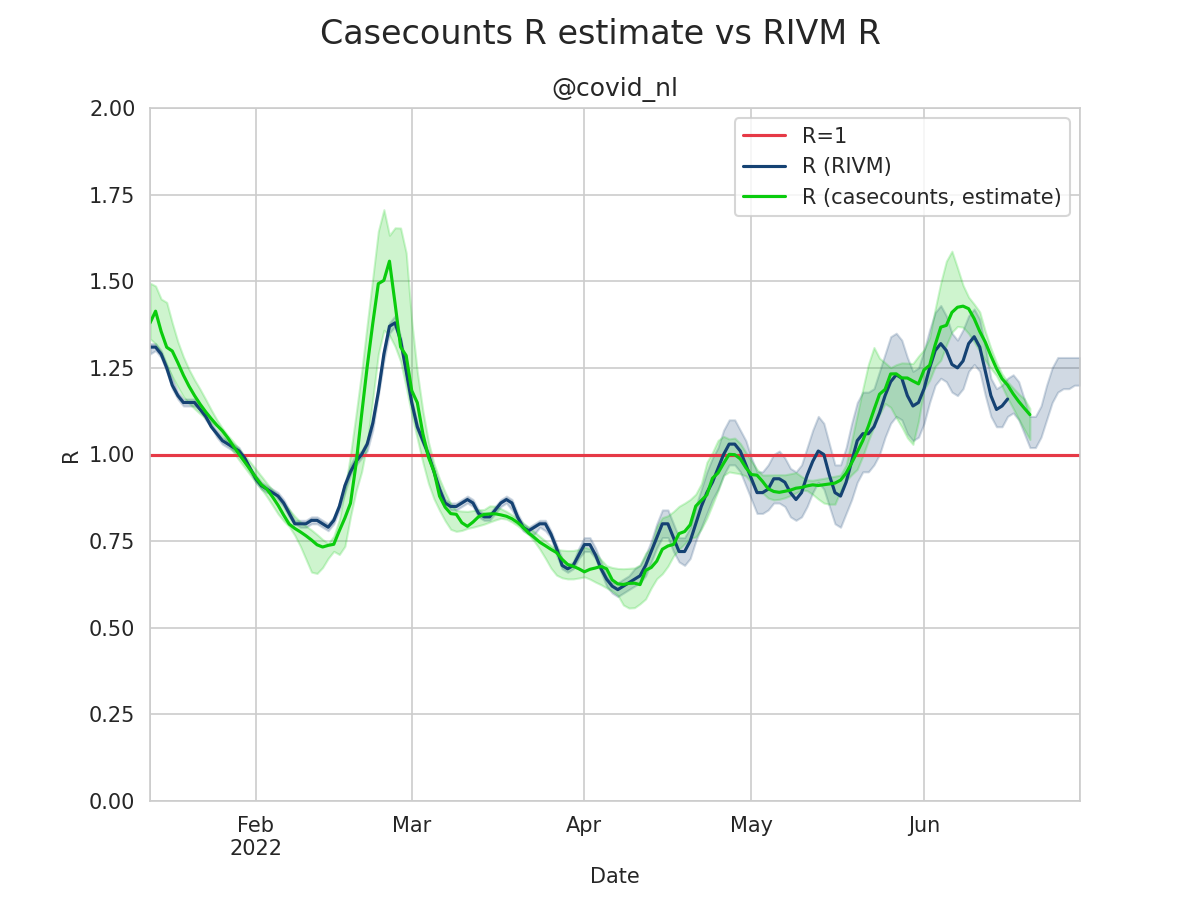 Casecounts R estimate vs RIVM R
@covid_nl
R=1
R (RIVM)
R (casecounts, estimate)
2.00
1.75
1.50
1.25
1.00
0.75
0.50
0.25
0.00
R
Feb
2022
Mar
Apr
May
Jun
Date